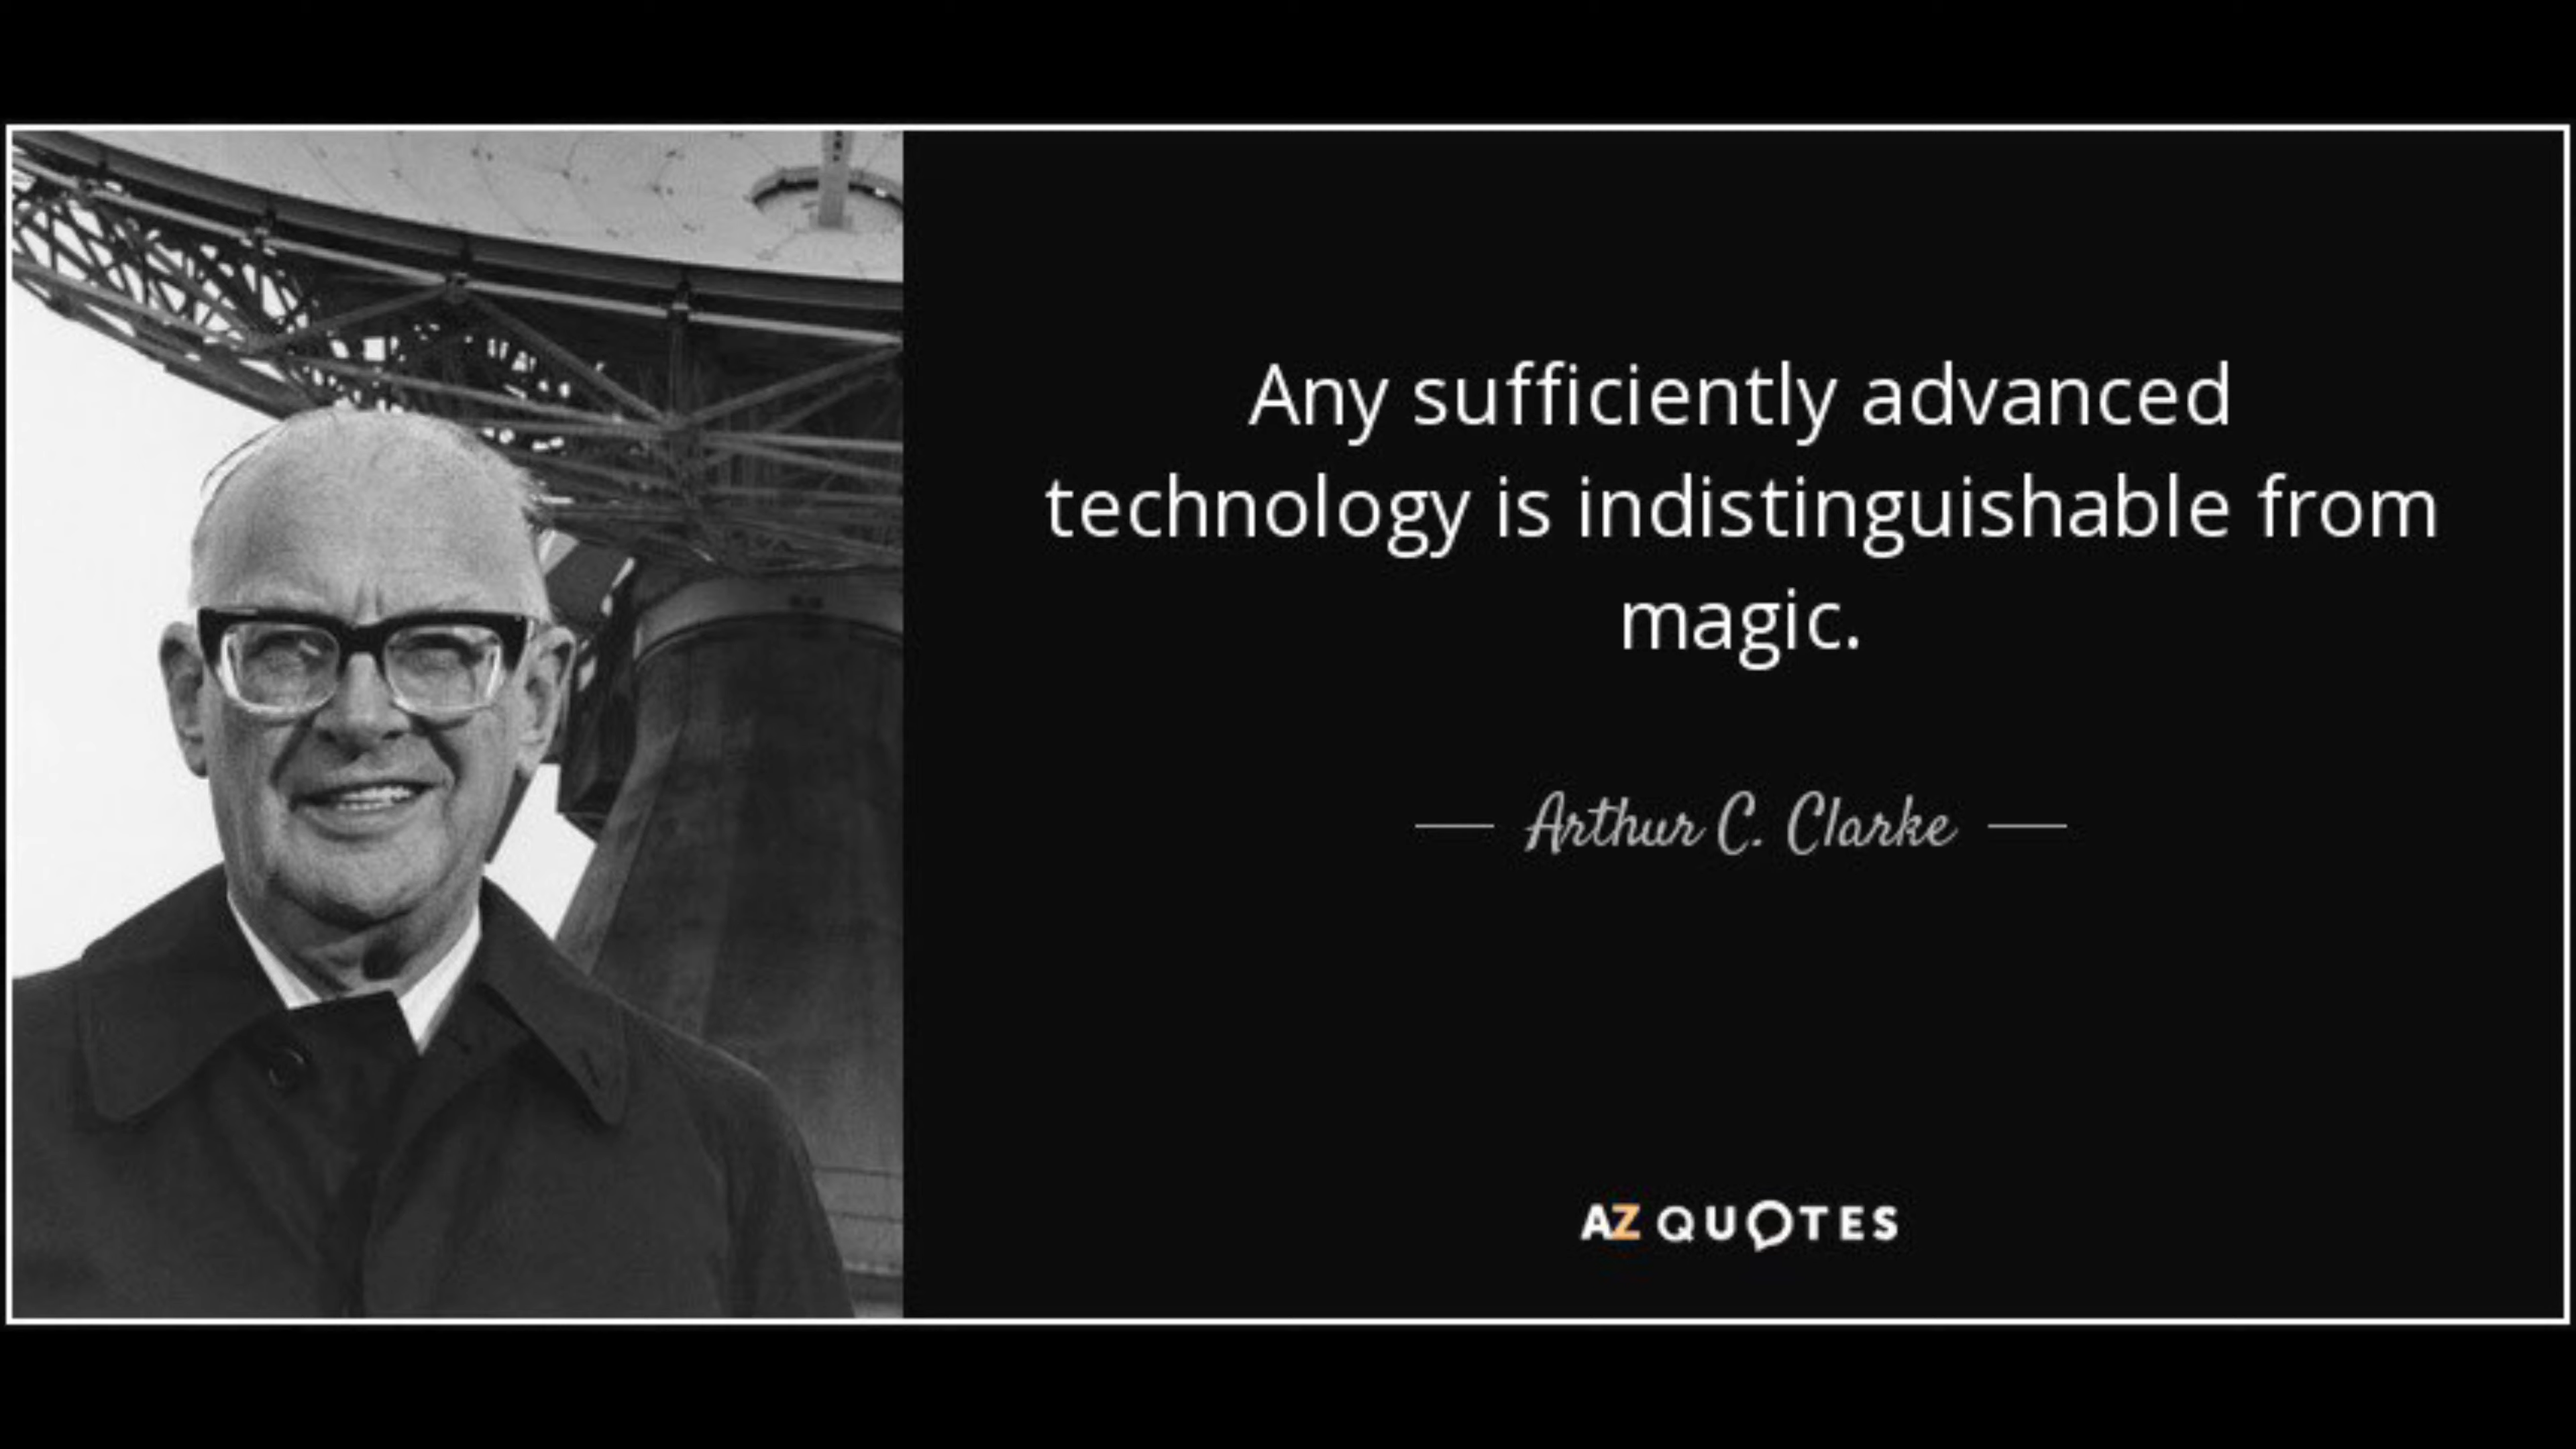 Any sufficiently advanced
technology is indistinguishable from
magic.
Arthur C. Clarke
AZ QUOTES